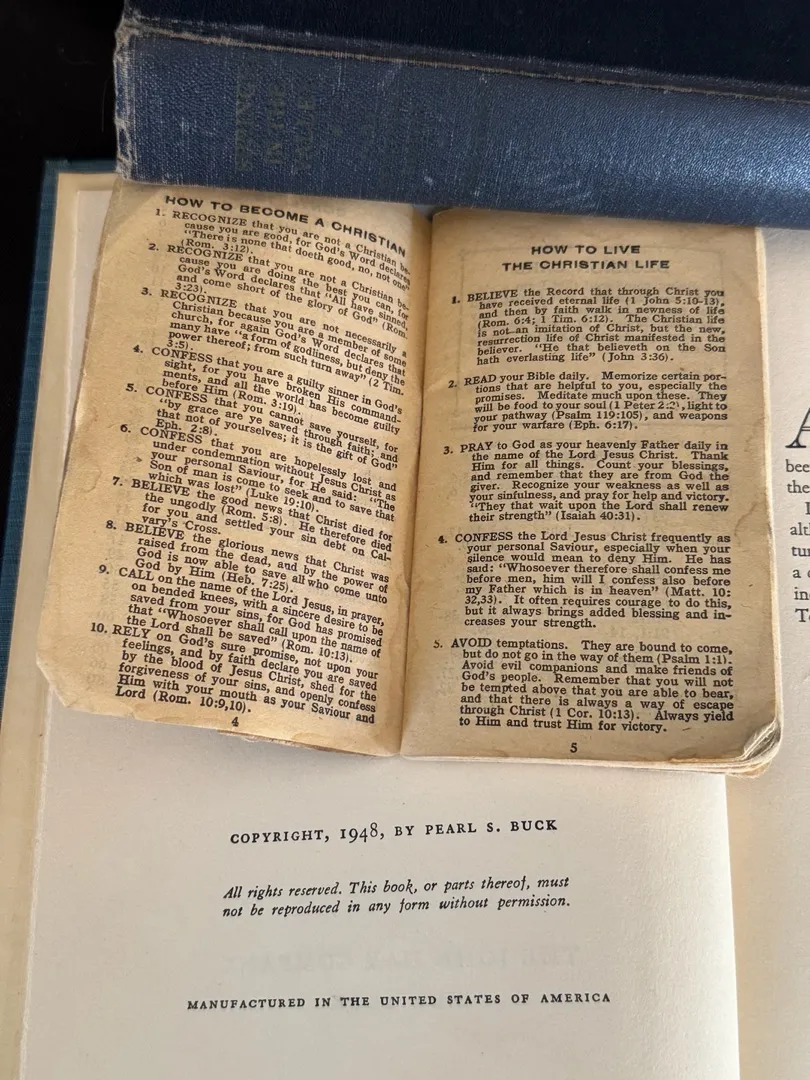 HOW TO BECOME A CHRISTIAN
1. RECOGNIZE that you are not a Christian be-
cause you are good, for God's Word declares
"There is none that doeth good, no, not one"
(Rom. 3:12).
2. RECOGNIZE that you are not a Christian be-
cause you are doing the best you can, for
God's Word declares that "All have sinned,
and come short of the glory of God" (Rom.
3:23).
3. RECOGNIZE that you are not necessarily a
Christian because you are a member of some
church, for again God's Word declares that
many have "a form of godliness, but deny the
power thereof; from such turn away" (2 Tim.
3:5).
4. CONFESS that you are a guilty sinner in God's
sight, for you have broken His command-
ments, and all the world has become guilty
before Him (Rom. 3:19).
5. CONFESS that you cannot save yourself, for
"by grace are ye saved through faith; and
that not of yourselves; it is the gift of God"
Eph. 2:8).
6. CONFESS that you are hopelessly lost and
under condemnation without Jesus Christ as
your personal Saviour, for He said: "The
Son of man is come to seek and to save that
which was lost" (Luke 19:10).
7. BELIEVE the good news that Christ died for
the ungodly (Rom. 5:8). He therefore died
for you and settled your sin debt on Cal-
vary's Cross.
8. BELIEVE the glorious news that Christ was
raised from the dead, and by the power of
God is now able to save all who come unto
God by Him (Heb. 7:25).
9. CALL on the name of the Lord Jesus, in prayer,
on bended knees, with a sincere desire to be
saved from your sins, for God has promised
that "Whosoever shall call upon the name of
the Lord shall be saved" (Rom. 10:13).
10. RELY on God's sure promise, not upon your
feelings, and by faith declare you are saved
by the blood of Jesus Christ, shed for the
forgiveness of your sins, and openly confess
Him with your mouth as your Saviour and
Lord (Rom. 10:9,10).
4
HOW TO LIVE
THE CHRISTIAN LIFE
1. BELIEVE the Record that through Christ you
have received eternal life (1 John 5:10-13),
and then by faith walk in newness of life
(Rom. 6:4; 1 Tim. 6:12). The Christian life
is not an imitation of Christ, but the new,
resurrection life of Christ manifested in the
believer. "He that believeth on the Son
hath everlasting life" (John 3:36).
2. READ your Bible daily. Memorize certain por-
tions that are helpful to you, especially the
promises. Meditate much upon these. They
will be food to your soul (1 Peter 2:2), light to
your pathway (Psalm 119:105), and weapons
for your warfare (Eph. 6:17).
3. PRAY to God as your heavenly Father daily in
the name of the Lord Jesus Christ. Thank
Him for all things. Count your blessings,
and remember that they are from God the
giver. Recognize your weakness as well as
your sinfulness, and pray for help and victory.
"They that wait upon the Lord shall renew
their strength" (Isaiah 40:31).
4. CONFESS the Lord Jesus Christ frequently as
your personal Saviour, especially when your
silence would mean to deny Him. He has
said: "Whosoever therefore shall confess me
before men, him will I confess also before
my Father which is in heaven" (Matt. 10:
32,33). It often requires courage to do this,
but it always brings added blessing and in-
creases your strength.
5. AVOID temptations. They are bound to come,
but do not go in the way of them (Psalm 1:1).
Avoid evil companions and make friends of
God's people. Remember that you will not
be tempted above that you are able to bear,
and that there is always a way of escape
through Christ (1 Cor. 10:13). Always yield
to Him and trust Him for victory.
5
COPYRIGHT, 1948, BY PEARL S. BUCK
All rights reserved. This book, or parts thereof, must
not be reproduced in any form without permission.
MANUFACTURED IN THE UNITED STATES OF AMERICA